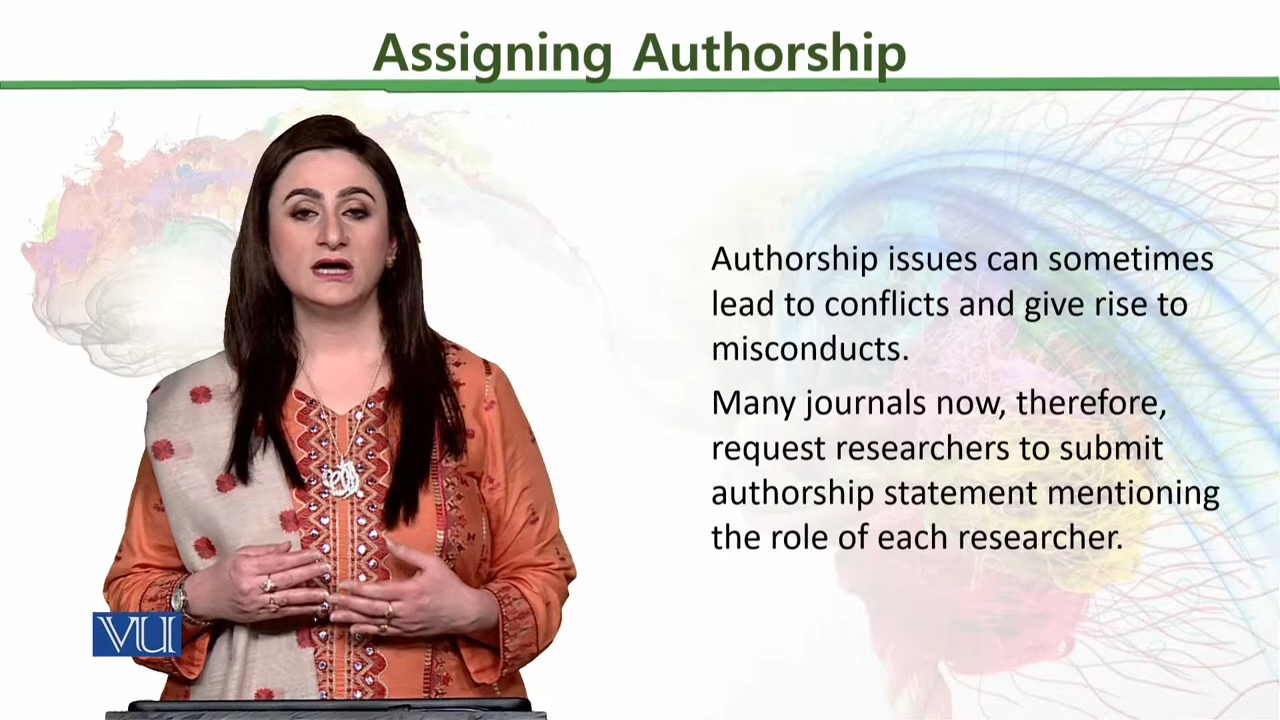 Assigning Authorship
Authorship issues can sometimes
lead to conflicts and give rise to
misconducts.
Many journals now, therefore,
request researchers to submit
authorship statement mentioning
the role of each researcher.
VU